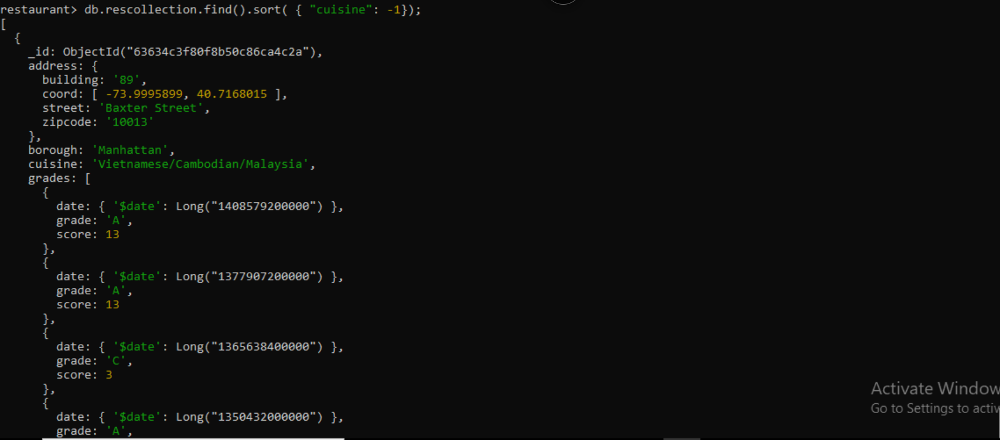 restaurant> db.rescollection.find().sort( { "cuisine": -1});
[
  {
    _id: ObjectId("63634c3f80f8b50c86ca4c2a"),
    address: {
      building: '89',
      coord: [ -73.9995899, 40.7168015 ],
      street: 'Baxter Street',
      zipcode: '10013'
    },
    borough: 'Manhattan',
    cuisine: 'Vietnamese/Cambodian/Malaysia',
    grades: [
      {
        date: { '$date': Long("1408579200000") },
        grade: 'A',
        score: 13
      },
      {
        date: { '$date': Long("1377907200000") },
        grade: 'A',
        score: 13
      },
      {
        date: { '$date': Long("1365638400000") },
        grade: 'C',
        score: 3
      },
      {
        date: { '$date': Long("1350432000000") },
        grade: 'A',
Activate Window
Go to Settings to activ